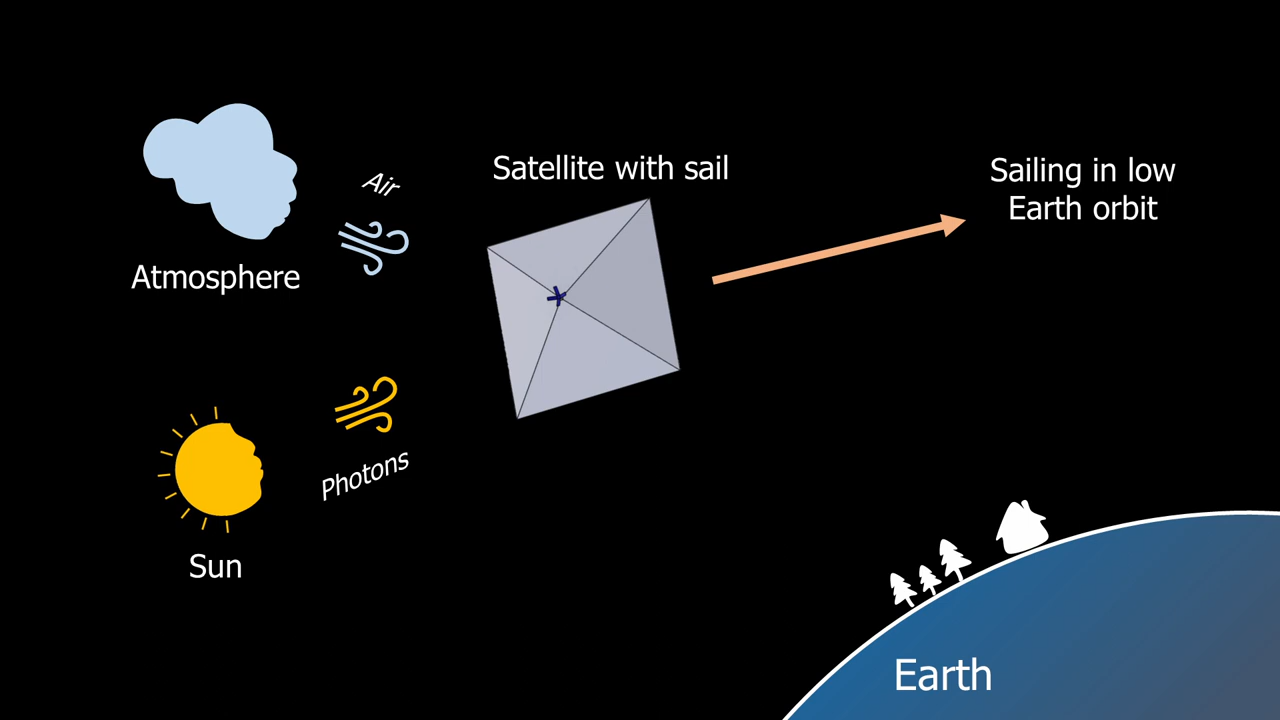 Air
Atmosphere
Satellite with sail
Sailing in low
Earth orbit
Photons
Sun
Earth